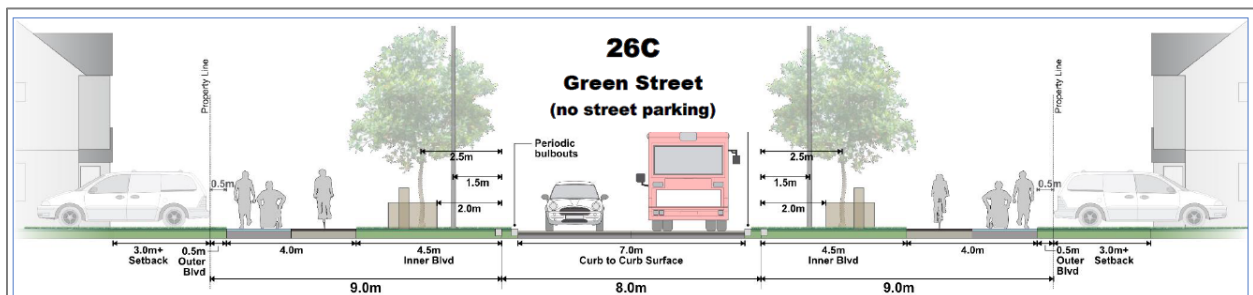 26C
Green Street
(no street parking)
Property Line
Property Line
Periodic
bulbouts
2.5m
2.5m
1.5m
1.5m
0.5m
0.5m
2.0m
2.0m
3.0m+
Setback
0.5m
Outer
Blvd
4.0m
4.5m
Inner Blvd
7.0m
Curb to Curb Surface
4.5m
Inner Blvd
4.0m
0.5m
Outer
Blvd
3.0m+
Setback
9.0m
8.0m
9.0m